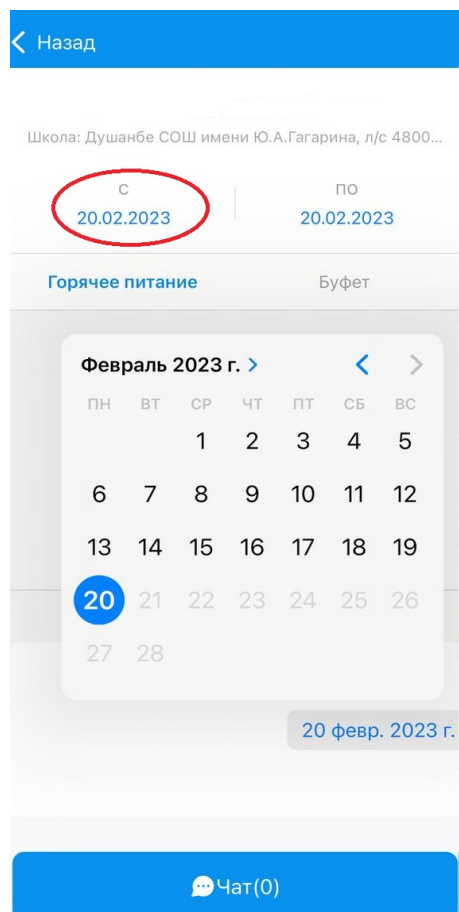 Назад
Школа: Душанбе СОШ имени Ю.А.Гагарина, л/с 4800...
С ПО
20.02.2023 20.02.2023
Горячее питание Буфет
Февраль 2023 г.
ПН ВТ СР ЧТ ПТ СБ ВС
1 2 3 4 5
6 7 8 9 10 11 12
13 14 15 16 17 18 19
20 21 22 23 24 25 26
27 28
20 февр. 2023 г.
Чат(0)